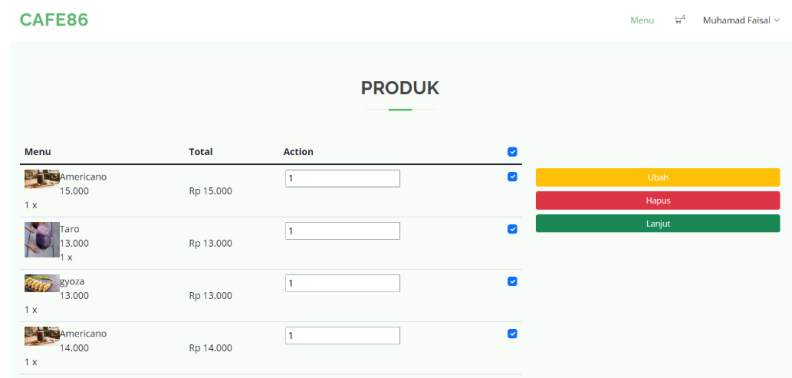 CAFE86
Menu 4 Muhamad Faisal
PRODUK
Menu Total Action
Americano
15.000 Rp 15.000 1
1 x
Taro
13.000 Rp 13.000 1
1 x
gyoza
13.000 Rp 13.000 1
1 x
Americano
14.000 Rp 14.000 1
1 x
Ubah
Hapus
Lanjut